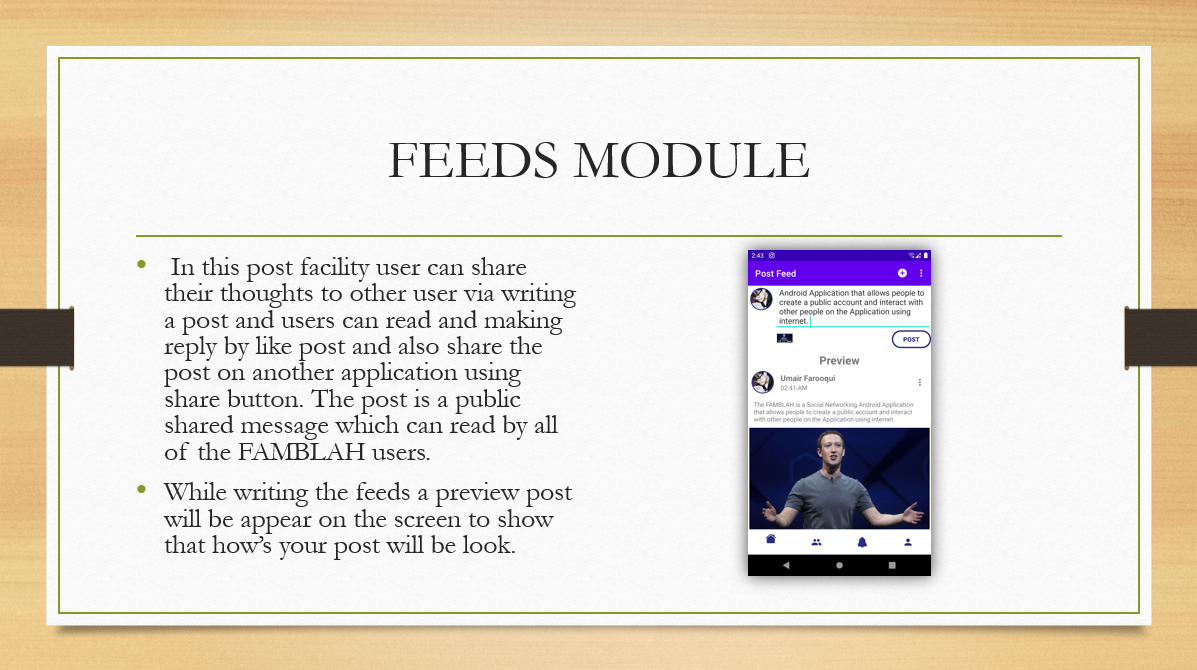 FEEDS MODULE
In this post facility user can share
their thoughts to other user via writing
a post and users can read and making
reply by like post and also share the
post on another application using
share button. The post is a public
shared message which can read by all
of the FAMBLAH users.
While writing the feeds a preview post
will be appear on the screen to show
that how’s your post will be look.
2:43
Post Feed
Android Application that allows people to
create a public account and interact with
other people on the Application using
internet.
POST
Preview
Umair Farooqui
02:41:AM
The FAMBLAH is a Social Networking Android Application
that allows people to create a public account and interact
with other people on the Application using internet.